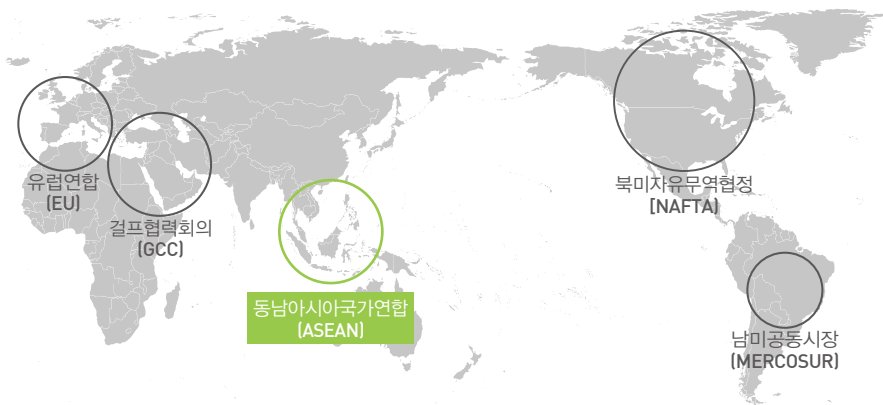 유럽연합
(EU)
걸프협력회의
(GCC)
동남아시아국가연합
(ASEAN)
북미자유무역협정
[NAFTA)
남미공동시장
(MERCOSUR)